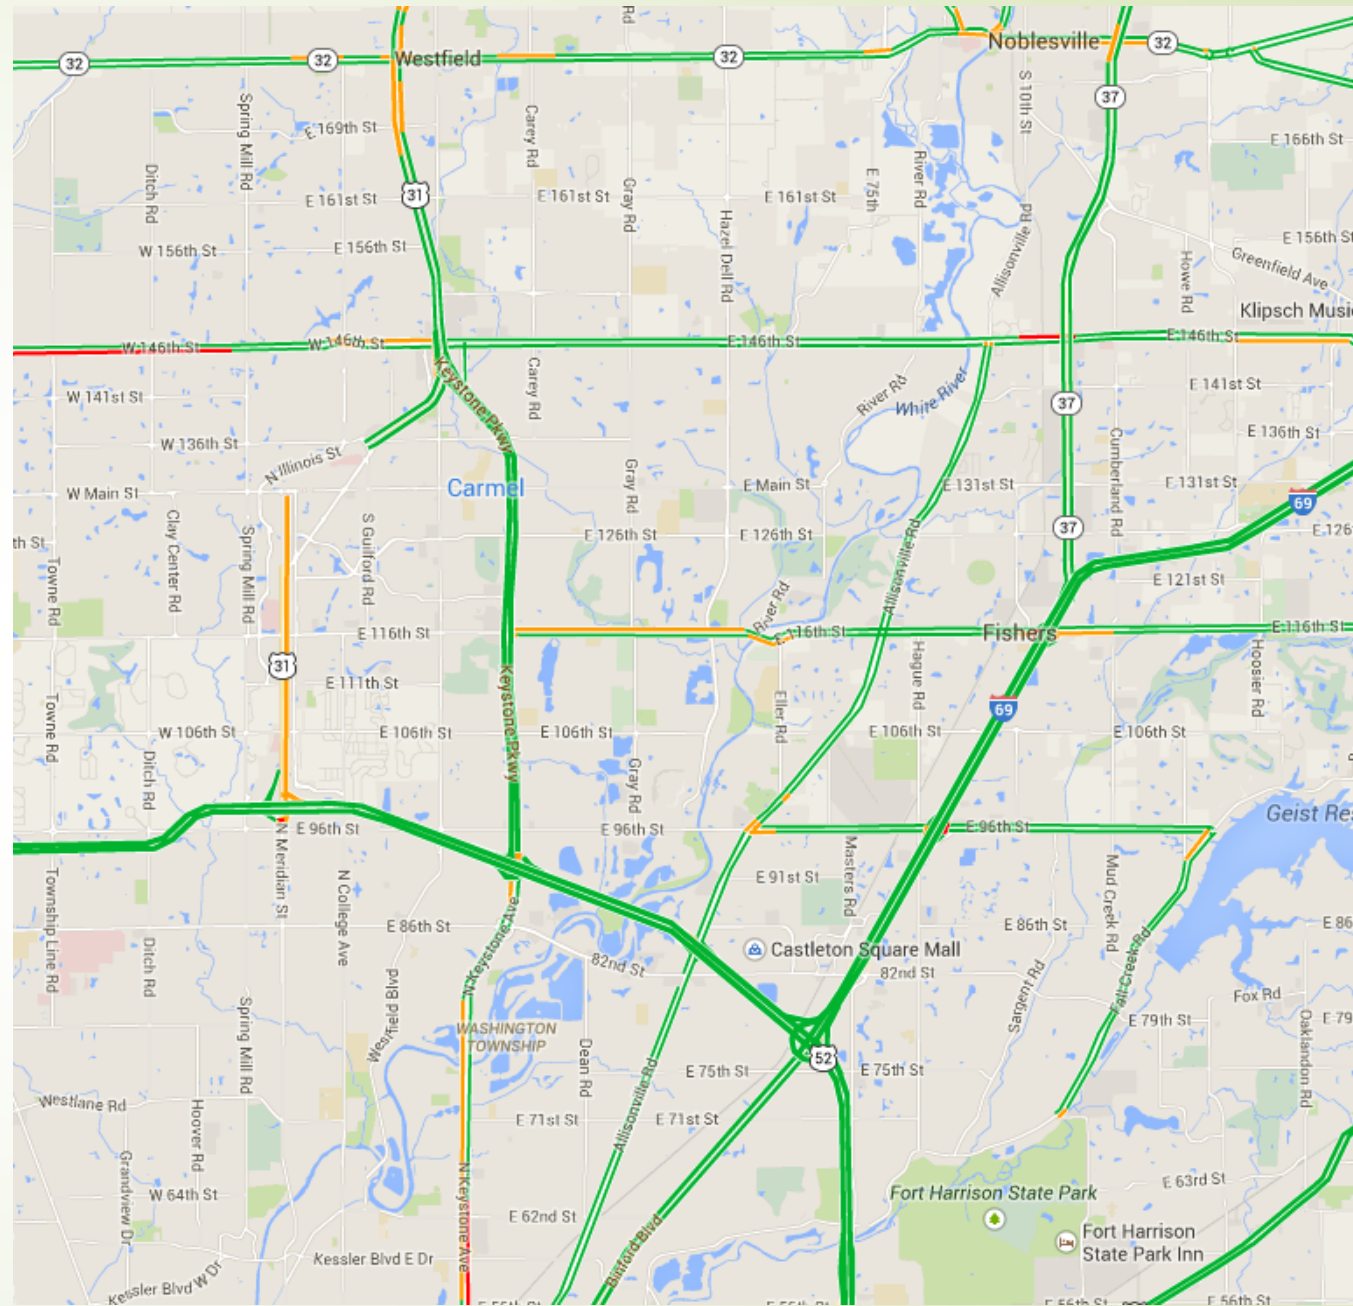 Rd
Noblesville
32
32
Westfield
32
32
37
S 10th St
Spring Mill Rd
Carey Rd
E 169th St
E 166th St
Ditch Rd
E 75th
River Rd
31
E 161st St
E 161st St
Gray Rd
E 161st St
Hazel Dell Rd
Allisonville Rd
W 156th St
E 156th St
E 156th St
Howe Rd
Greenfield Ave
Klipsch Music
W 146th St
W 146th St
E 146th St
E 146th St
Keystone Pkwy
Carey Rd
River Rd
White River
E 141st St
W 141st St
37
W 136th St
E 136th St
N Illinois St
Cumberland Rd
Carmel
Gray Rd
W Main St
E Main St
E 131st St
E 131st St
69
Clay Center Rd
Spring Mill Rd
S Guilford Rd
37
th St
E 126th St
E 126th St
E 126
Allisonville Rd
Towne Rd
E 121st St
River Rd
E 116th St
E 116th St
Fishers
E 116th St
31
Hague Rd
Hoosier Rd
E 111th St
Keystone Pkwy
Eller Rd
69
Towne Rd
W 106th St
E 106th St
E 106th St
E 106th St
E 106th St
Ditch Rd
Gray Rd
Geist Res
E 96th St
E 96th St
E 96th St
N Meridian St
Township Line Rd
N College Ave
E 91st St
Masters Rd
Mud Creek Rd
N Keystone Ave
E 86th St
E 86th St
E 86
Ditch Rd
Castleton Square Mall
82nd St
82nd St
Fall Creek Rd
Sargent Rd
Fox Rd
Westfield Blvd
Spring Mill Rd
WASHINGTON
TOWNSHIP
E 79th St
E 79
Oaklandon Rd
Dean Rd
52
E 75th St
E 75th St
Allisonville Rd
Westlane Rd
Hoover Rd
E 71st St
E 71st St
Grandview Dr
N Keystone Ave
W 64th St
E 63rd St
Fort Harrison State Park
E 62nd St
Binford Blvd
Fort Harrison
State Park Inn
Kessler Blvd E Dr
Kessler Blvd W Dr
E 56th St